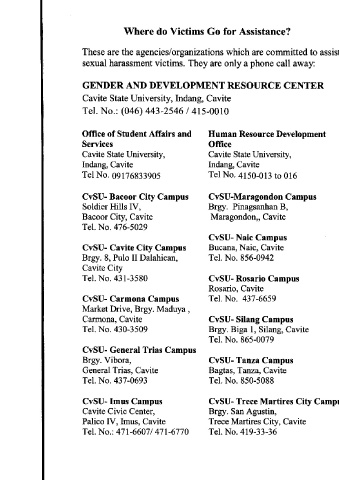 Where do Victims Go for Assistance?
These are the agencies/organizations which are committed to assist
sexual harassment victims. They are only a phone call away:
GENDER AND DEVELOPMENT RESOURCE CENTER
Cavite State University, Indang, Cavite
Tel. No.: (046) 443-2546 / 415-0010
Office of Student Affairs and
Services
Cavite State University,
Indang, Cavite
Tel No. 09176833905
CvSU- Bacoor City Campus
Soldier Hills IV,
Bacoor City, Cavite
Tel. No. 476-5029
CvSU- Cavite City Campus
Brgy. 8, Pulo II Dalahican,
Cavite City
Tel. No. 431-3580
CvSU- Carmona Campus
Market Drive, Brgy. Maduya ,
Carmona, Cavite
Tel. No. 430-3509
CvSU- General Trias Campus
Brgy. Vibora,
General Trias, Cavite
Tel. No. 437-0693
CvSU- Imus Campus
Cavite Civic Center,
Palico IV, Imus, Cavite
Tel. No.: 471-6607/ 471-6770
Human Resource Development
Office
Cavite State University,
Indang, Cavite
Tel No. 4150-013 to 016
CvSU-Maragondon Campus
Brgy. Pinagsanhan B,
Maragondon,, Cavite
CvSU- Naic Campus
Bucana, Naic, Cavite
Tel. No. 856-0942
CvSU- Rosario Campus
Rosario, Cavite
Tel. No. 437-6659
CvSU- Silang Campus
Brgy. Biga 1, Silang, Cavite
Tel. No. 865-0079
CvSU- Tanza Campus
Bagtas, Tanza, Cavite
Tel. No. 850-5088
CvSU- Trece Martires City Camp
Brgy. San Agustin,
Trece Martires City, Cavite
Tel. No. 419-33-36